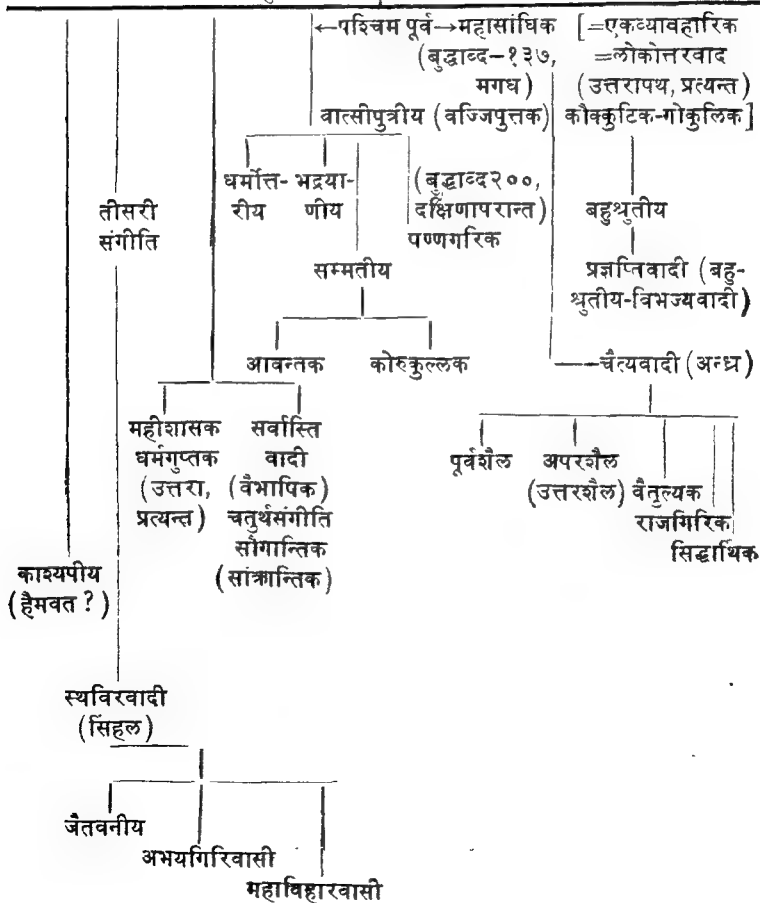 ←पश्चिम पूर्व→महासांघिक [=एकव्यावहारिक
(बुद्धाब्द-१३७, =लोकोत्तरवाद
मगध) (उत्तरापथ, प्रत्यन्त)
वात्सीपुत्रीय (वज्जिपुत्तक) कौक्कुटिक-गोकुलिक]
धर्मोत्त- भद्रया- (बुद्धाब्द२००,
तीसरी रीय णीय दक्षिणापरान्त) बहुश्रुतीय
संगीति पण्णगरिक
सम्मतीय प्रज्ञप्तिवादी (बहु-
श्रुतीय-विभज्यवादी)
आवन्तक कोरुकुल्लक चैत्यवादी (अन्ध्र)
महीशासक सर्वास्ति
धर्मगुप्तक वादी पूर्वशैल अपरशैल
(उत्तरा, (वैभाषिक) (उत्तरशैल) वैतुल्यक
प्रत्यन्त) चतुर्थसंगीति राजगिरिक
सौगान्तिक सिद्धार्थिक
काश्यपीय (सांक्रान्तिक)
(हैमवत ?)
स्थविरवादी
(सिंहल)
जेतवनीय
अभयगिरिवासी
महाविहारवासी